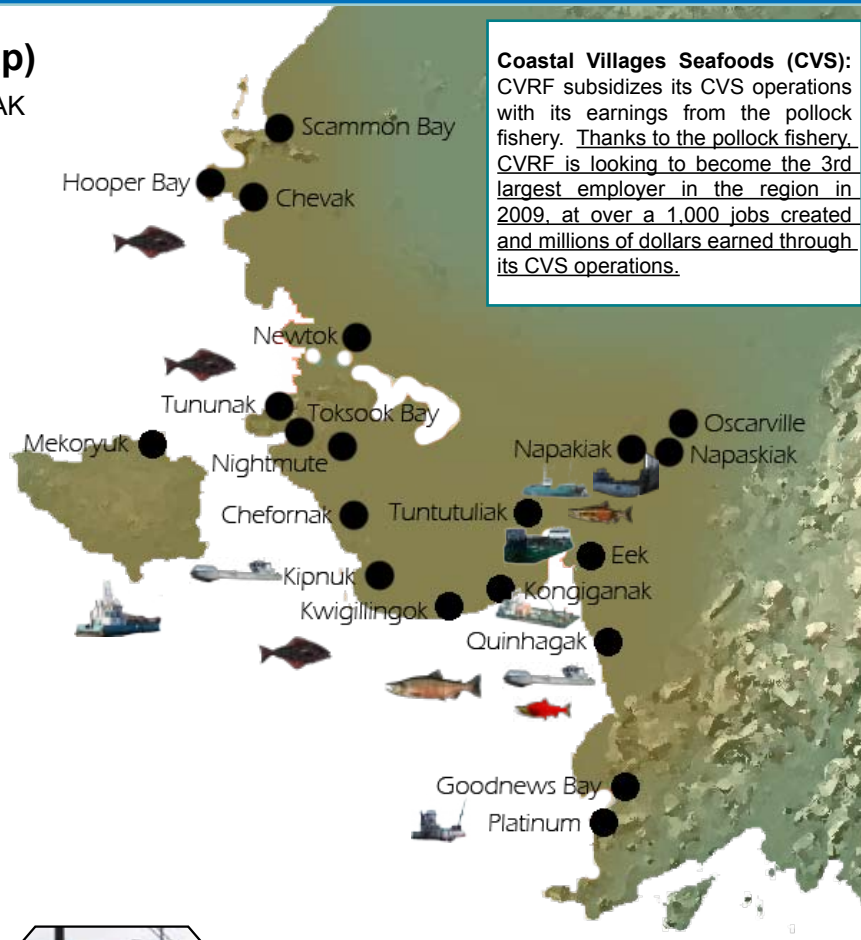 p)
AK
Coastal Villages Seafoods (CVS):
CVRF subsidizes its CVS operations
with its earnings from the pollock
fishery. Thanks to the pollock fishery,
CVRF is looking to become the 3rd
largest employer in the region in
2009, at over a 1,000 jobs created
and millions of dollars earned through
its CVS operations.
Scammon Bay
Hooper Bay
Chevak
Newtok
Tununak
Toksook Bay
Mekoryuk
Nightmute
Oscarville
Napakiak
Napaskiak
Chefornak
Tuntutuliak
Eek
Kipnuk
Kongiganak
Kwigillingok
Quinhagak
Goodnews Bay
Platinum